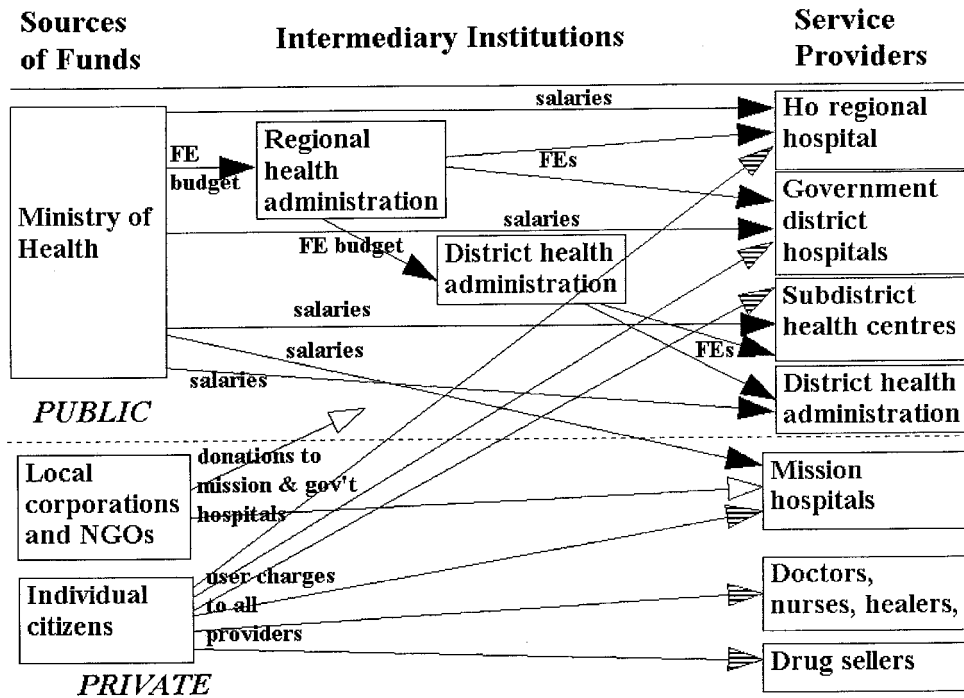 Sources
of Funds
Intermediary Institutions
Service
Providers
salaries
Ho regional
hospital
FE
budget
Regional
health
administration
FEs
Ministry of
Health
salaries
Government
district
hospitals
FE budget
District health
administration
salaries
Subdistrict
health centres
salaries
FEs
salaries
District health
administration
PUBLIC
Local
corporations
and NGOs
donations to
mission & gov't
hospitals
Mission
hospitals
Individual
citizens
user charges
to all
providers
Doctors,
nurses, healers,
Drug sellers
PRIVATE